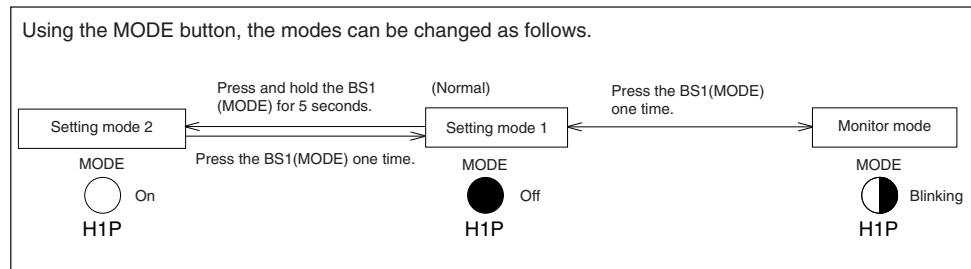 Using the MODE button, the modes can be changed as follows.
Press and hold the BS1
(MODE) for 5 seconds.
(Normal)
Press the BS1(MODE)
one time.
Setting mode 2
Setting mode 1
Monitor mode
Press the BS1(MODE) one time.
MODE
MODE
MODE
On
Off
Blinking
H1P
H1P
H1P